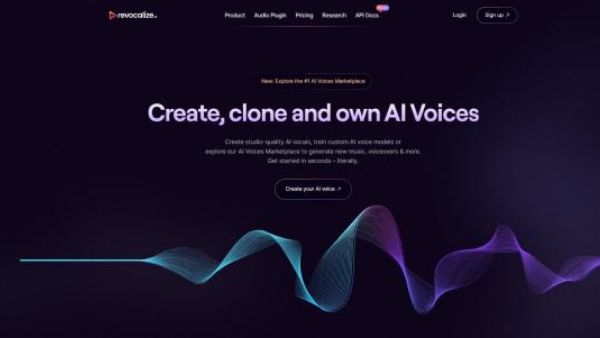 revocalize.ai
Product Audio Plugin Pricing Research API Docs
Login Sign up ↗
New: Explore the #1 AI Voices Marketplace
Create, clone and own AI Voices
Create studio-quality AI vocals, train custom AI voice models or
explore our AI Voices Marketplace to generate new music, voiceovers & more.
Get started in seconds – literally.
Create your AI voice ↗